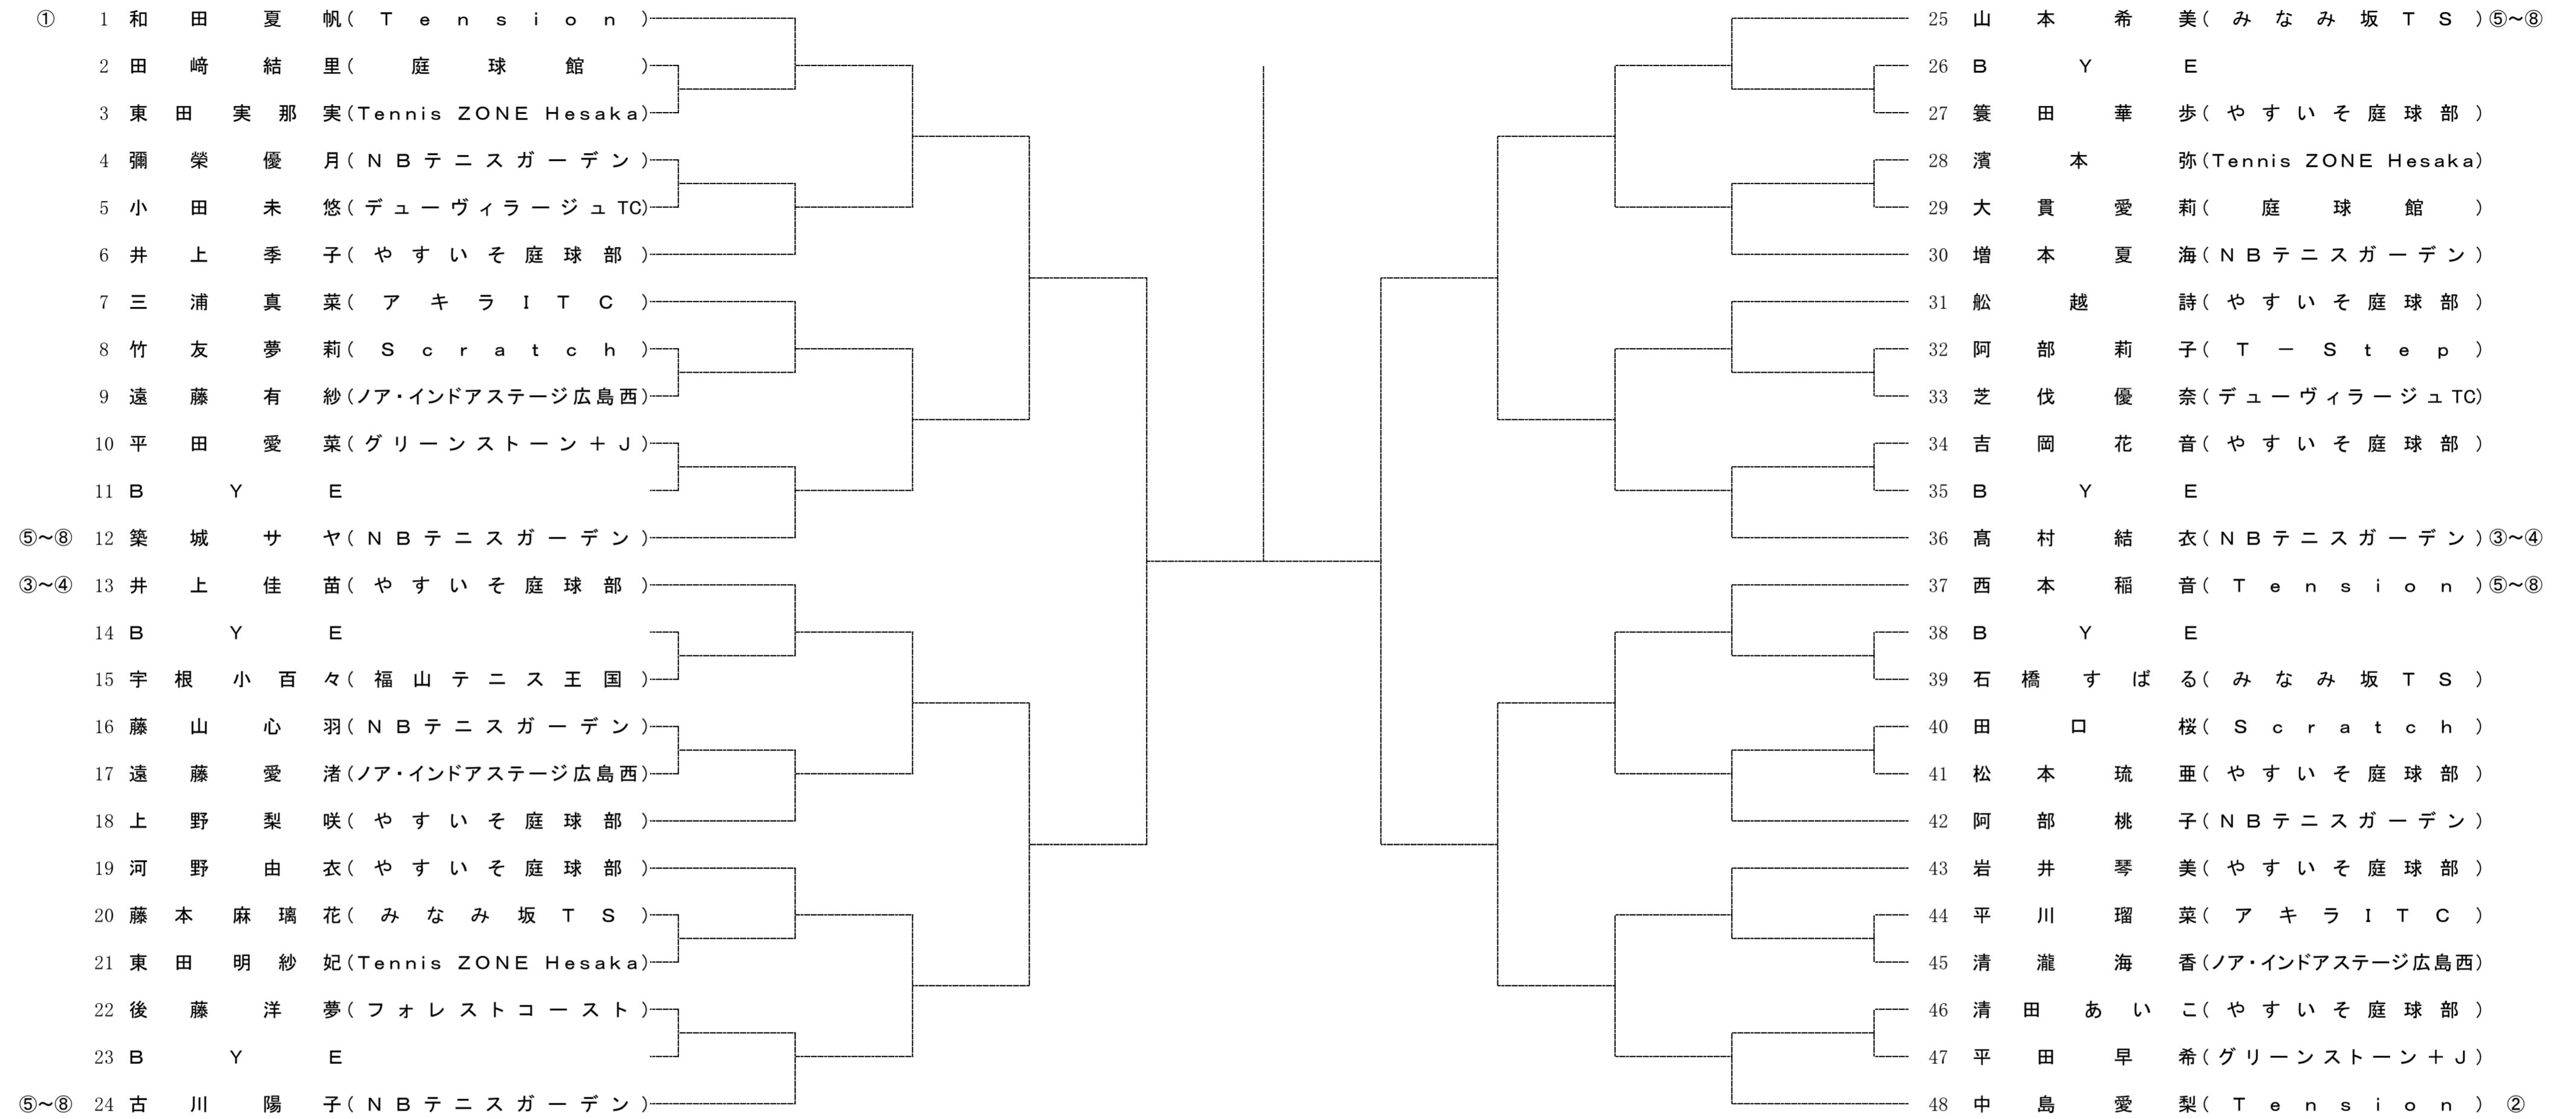 ① 1 和田夏帆(Tension)
2 田﨑結里(庭球館)
3 東田実那実(Tennis ZONE Hesaka)
4 彌榮優月(NBテニスガーデン)
5 小田未悠(デューヴィラージュTC)
6 井上季子(やすいそ庭球部)
7 三浦真菜(アキラITC)
8 竹友夢莉(Scratch)
9 遠藤有紗(ノア・インドアステージ広島西)
10 平田愛菜(グリーンストーン+J)
11 BYE
⑤~⑧ 12 築城サヤ(NBテニスガーデン)
③~④ 13 井上佳苗(やすいそ庭球部)
14 BYE
15 宇根小百々(福山テニス王国)
16 藤山心羽(NBテニスガーデン)
17 遠藤愛渚(ノア・インドアステージ広島西)
18 上野梨咲(やすいそ庭球部)
19 河野由衣(やすいそ庭球部)
20 藤本麻璃花(みなみ坂TS)
21 東田明紗妃(Tennis ZONE Hesaka)
22 後藤洋夢(フォレストコースト)
23 BYE
⑤~⑧ 24 古川陽子(NBテニスガーデン)
25 山本希美(みなみ坂TS) ⑤~⑧
26 BYE
27 簑田華歩(やすいそ庭球部)
28 濱本弥(Tennis ZONE Hesaka)
29 大貫愛莉(庭球館)
30 増本夏海(NBテニスガーデン)
31 舩越詩(やすいそ庭球部)
32 阿部莉子(T-Step)
33 芝伐優奈(デューヴィラージュTC)
34 吉岡花音(やすいそ庭球部)
35 BYE
36 髙村結衣(NBテニスガーデン) ③~④
37 西本稲音(Tension) ⑤~⑧
38 BYE
39 石橋すばる(みなみ坂TS)
40 田口桜(Scratch)
41 松本琉亜(やすいそ庭球部)
42 阿部桃子(NBテニスガーデン)
43 岩井琴美(やすいそ庭球部)
44 平川瑠菜(アキラITC)
45 清瀧海香(ノア・インドアステージ広島西)
46 清田あいこ(やすいそ庭球部)
47 平田早希(グリーンストーン+J)
48 中島愛梨(Tension) ②